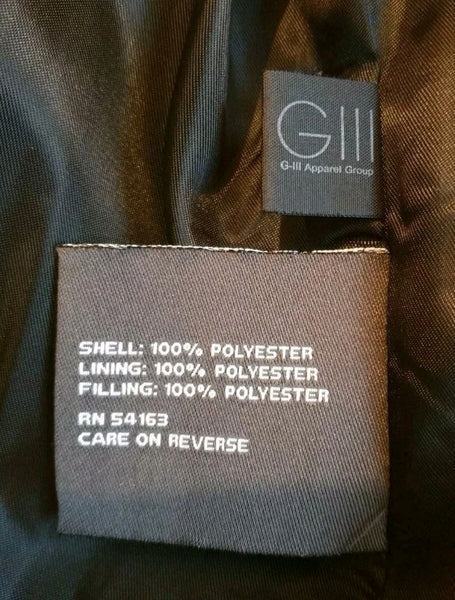 GIII
G-III Apparel Group
SHELL: 100% POLYESTER
LINING: 100% POLYESTER
FILLING: 100% POLYESTER
RN 54163
CARE ON REVERSE